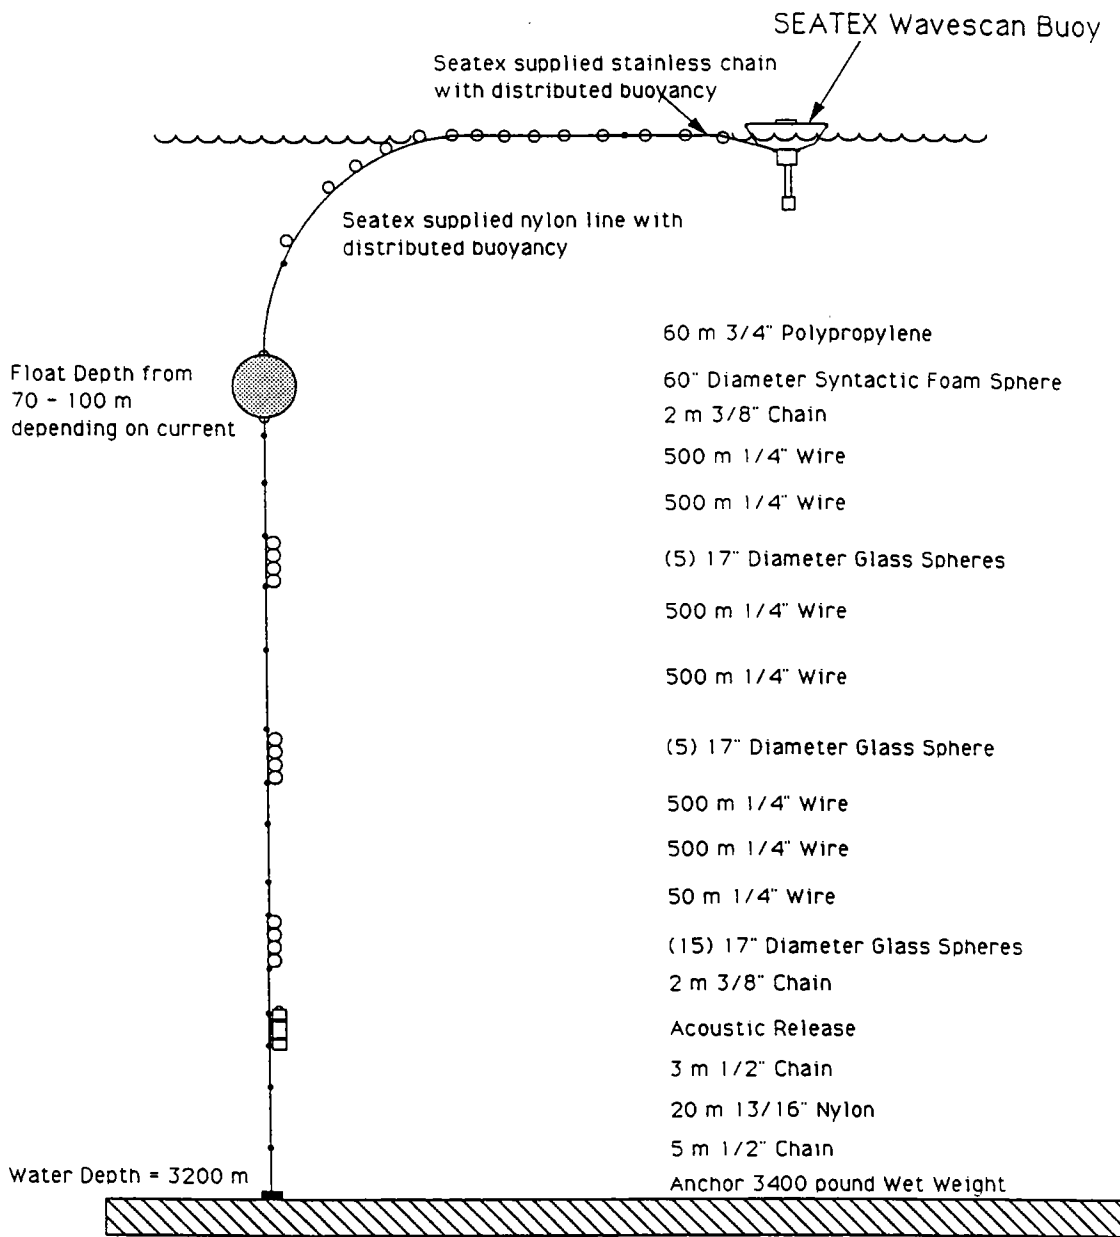 SEATEX Wavescan Buoy
Seatex supplied stainless chain
with distributed buoyancy
Seatex supplied nylon line with
distributed buoyancy
60 m 3/4" Polypropylene
Float Depth from
70 - 100 m
depending on current
60" Diameter Syntactic Foam Sphere
2 m 3/8" Chain
500 m 1/4" Wire
500 m 1/4" Wire
(5) 17" Diameter Glass Spheres
500 m 1/4" Wire
500 m 1/4" Wire
(5) 17" Diameter Glass Sphere
500 m 1/4" Wire
500 m 1/4" Wire
50 m 1/4" Wire
(15) 17" Diameter Glass Spheres
2 m 3/8" Chain
Acoustic Release
3 m 1/2" Chain
20 m 13/16" Nylon
5 m 1/2" Chain
Water Depth = 3200 m
Anchor 3400 pound Wet Weight